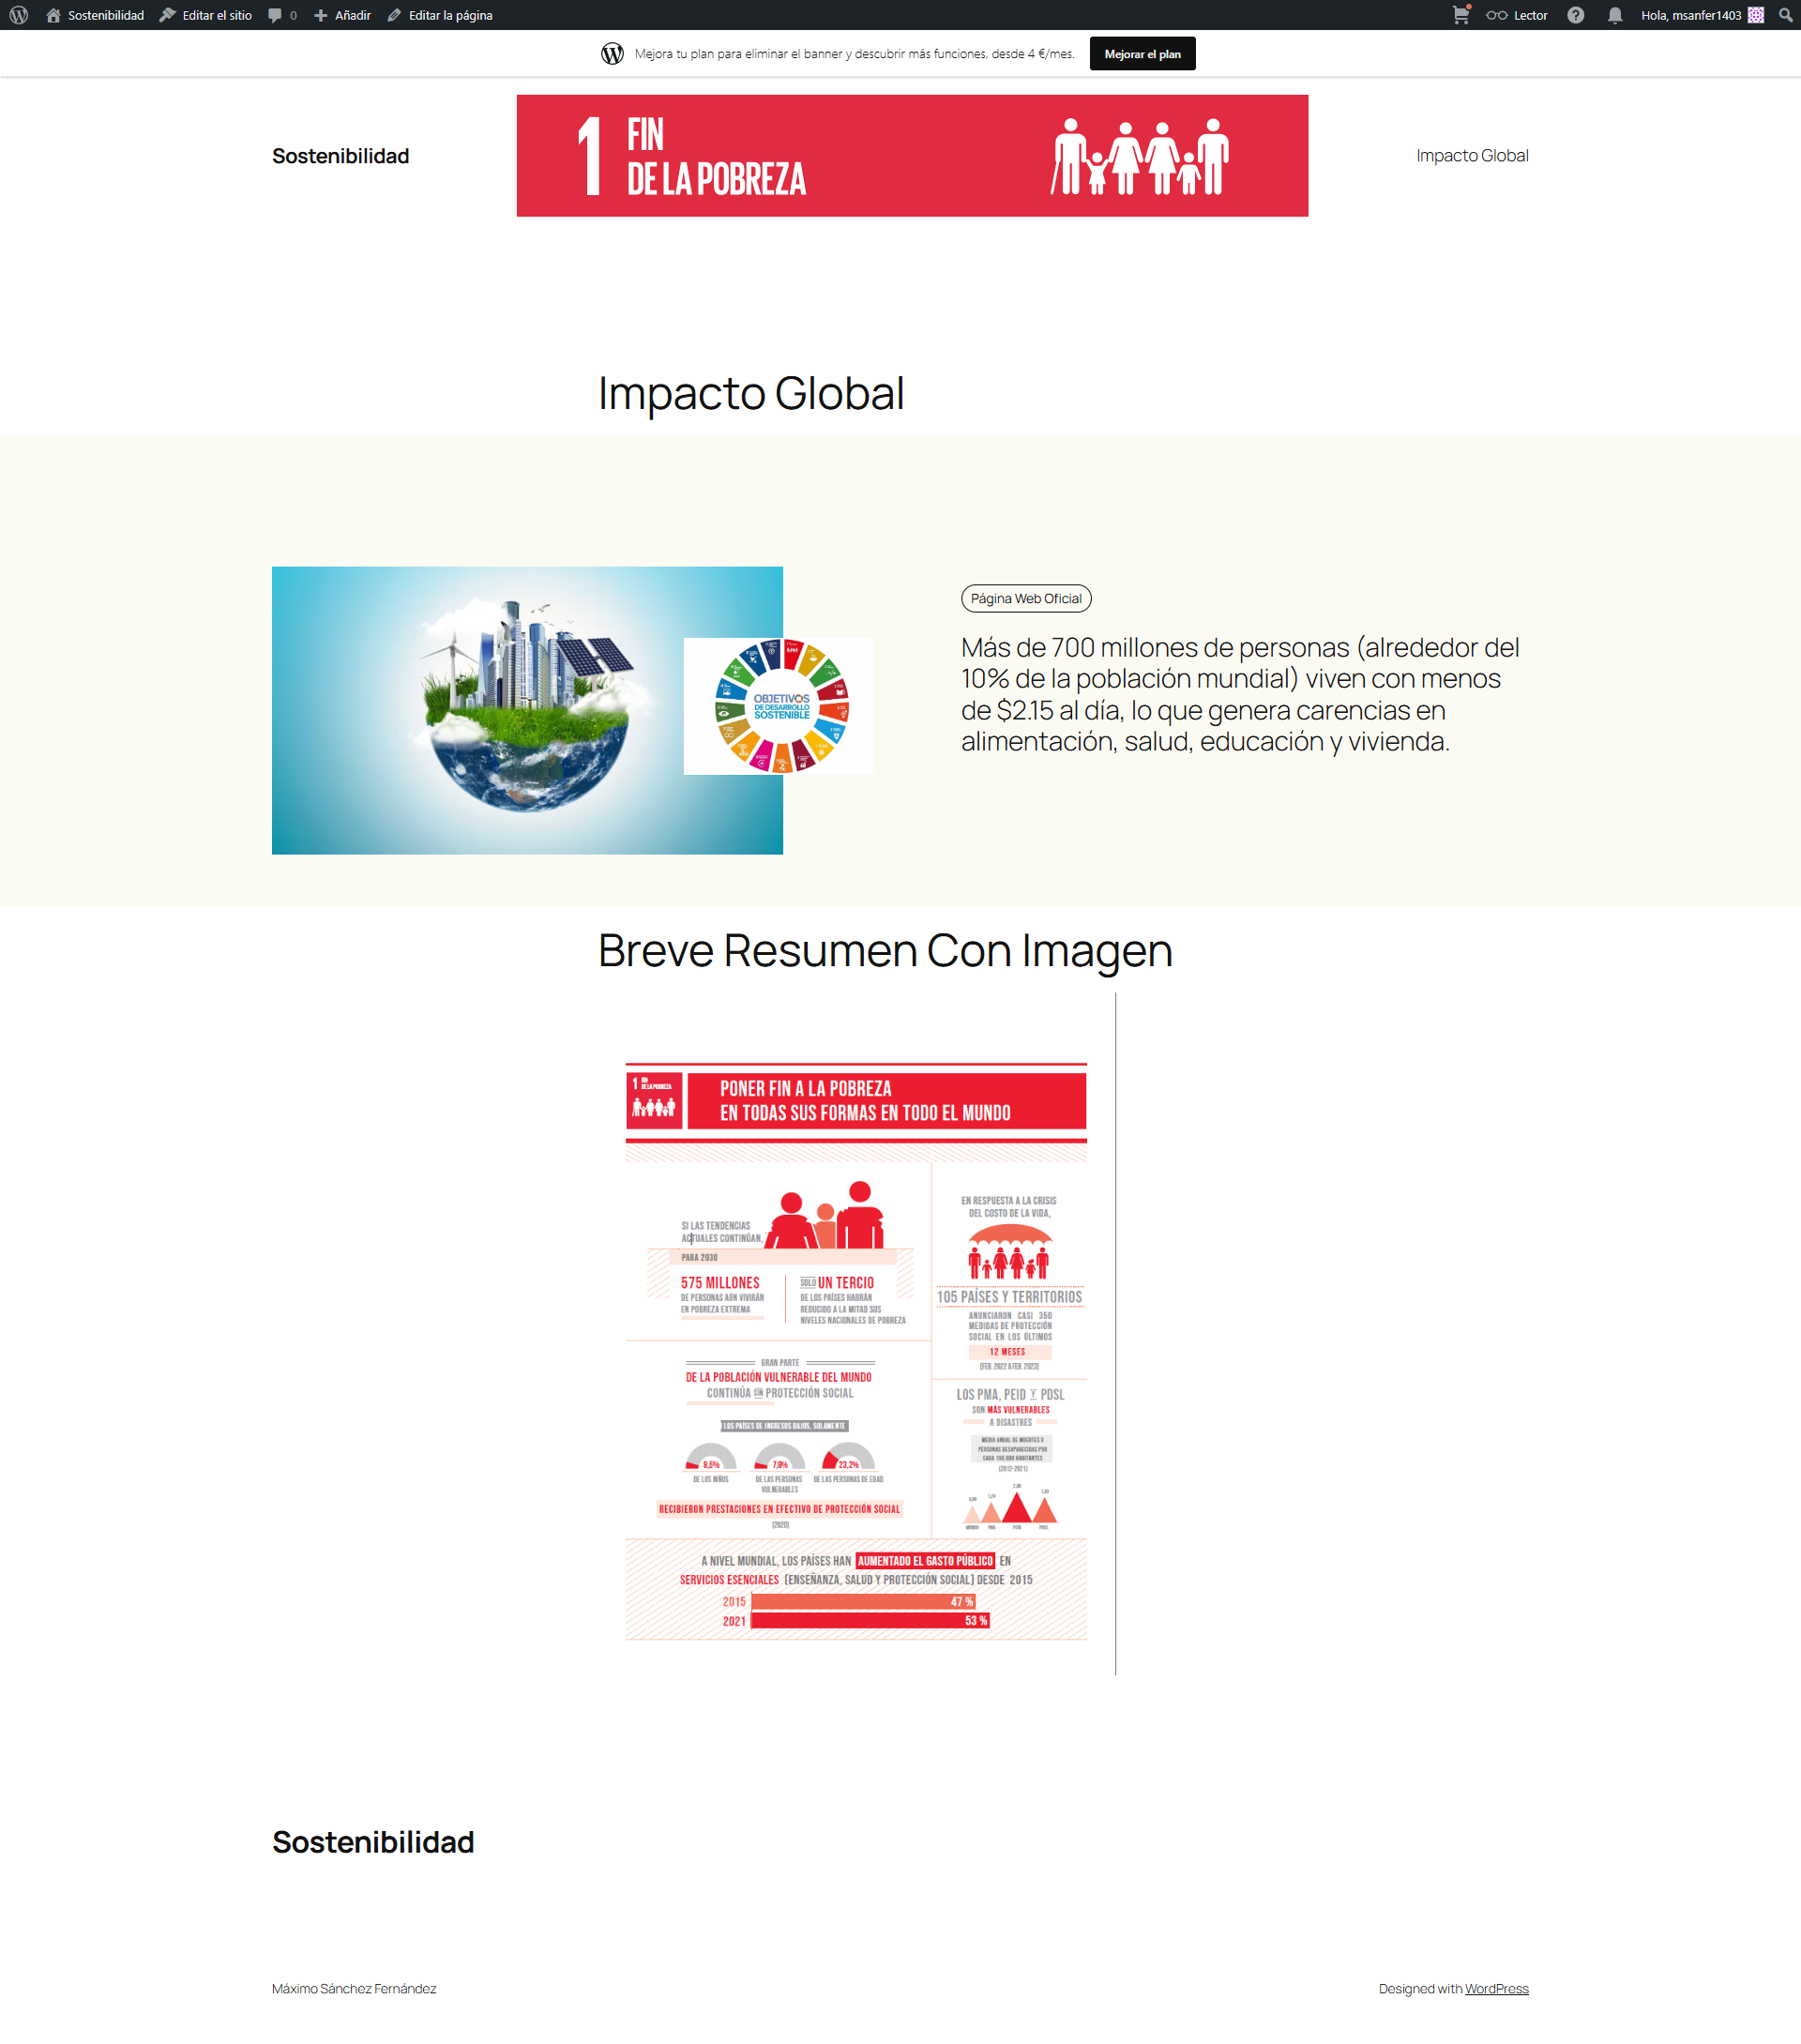 Sostenibilidad Editar el sitio 0 Añadir Editar la página Lector Hola, msanfer1403
Mejora tu plan para eliminar el banner y descubrir más funciones, desde 4 €/mes. Mejorar el plan
Sostenibilidad
1 FIN
DE LA POBREZA
Impacto Global
Impacto Global
OBJETIVOS
DE DESARROLLO
SOSTENIBLE
Página Web Oficial
Más de 700 millones de personas (alrededor del
10% de la población mundial) viven con menos
de $2.15 al día, lo que genera carencias en
alimentación, salud, educación y vivienda.
Breve Resumen Con Imagen
1 FIN
DE LA POBREZA
PONER FIN A LA POBREZA
EN TODAS SUS FORMAS EN TODO EL MUNDO
SI LAS TENDENCIAS
ACTUALES CONTINÚAN,
PARA 2030
575 MILLONES
DE PERSONAS AÚN VIVIRÁN
EN POBREZA EXTREMA
SOLO UN TERCIO
DE LOS PAÍSES HABRÁN
REDUCIDO A LA MITAD SUS
NIVELES NACIONALES DE POBREZA
EN RESPUESTA A LA CRISIS
DEL COSTO DE LA VIDA,
105 PAÍSES Y TERRITORIOS
ANUNCIARON CASI 350
MEDIDAS DE PROTECCIÓN
SOCIAL EN LOS ÚLTIMOS
12 MESES
(FEB. 2022 A FEB. 2023)
GRAN PARTE
DE LA POBLACIÓN VULNERABLE DEL MUNDO
CONTINÚA SIN PROTECCIÓN SOCIAL
LOS PAÍSES DE INGRESOS BAJOS, SOLAMENTE
8,5%
DE LOS NIÑOS
7,8%
DE LAS PERSONAS
VULNERABLES
23,2%
DE LAS PERSONAS DE EDAD
RECIBIERON PRESTACIONES EN EFECTIVO DE PROTECCIÓN SOCIAL
(2020)
LOS PMA, PEID Y PDSL
SON MÁS VULNERABLES
A DISASTRES
MEDIA ANUAL DE MUERTES O
PERSONAS DESAPARECIDAS POR
CADA 100.000 HABITANTES
(2012-2021)
MUNDO PMA PEID PDSL
A NIVEL MUNDIAL, LOS PAÍSES HAN AUMENTADO EL GASTO PÚBLICO EN
SERVICIOS ESENCIALES (ENSEÑANZA, SALUD Y PROTECCIÓN SOCIAL) DESDE 2015
2015 47 %
2021 53 %
Sostenibilidad
Máximo Sánchez Fernández
Designed with WordPress